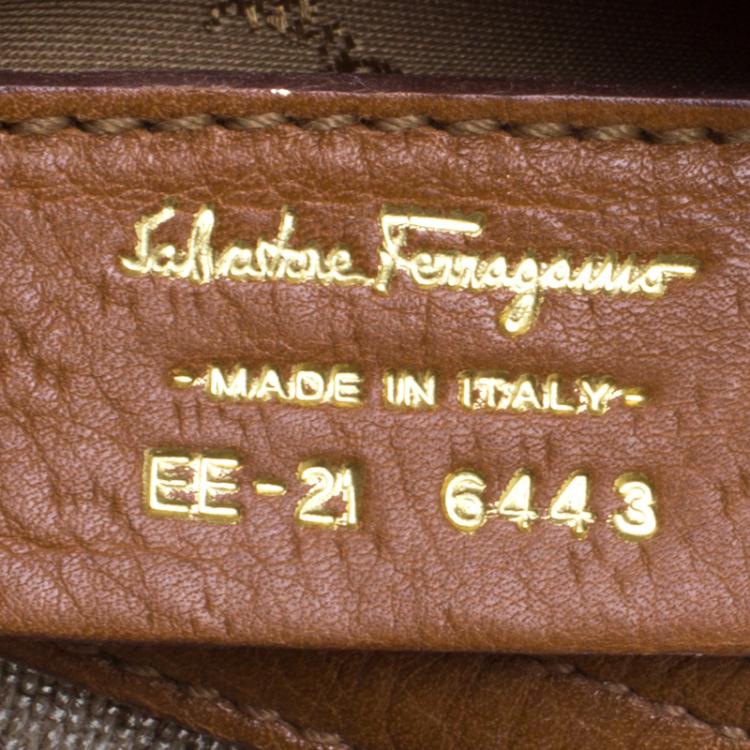 Salvatore Ferragamo
-MADE IN ITALY-
EE-21 6443